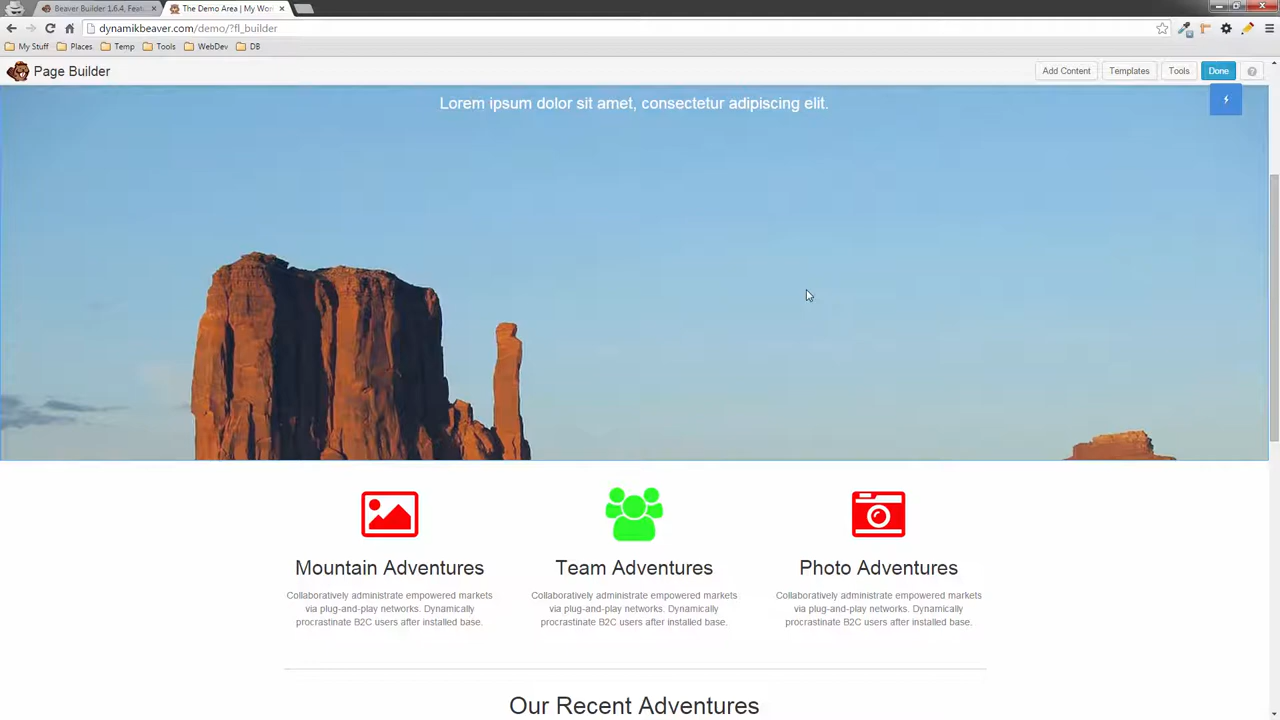 Beaver Builder 1.6.4, Feat
The Demo Area | My Wor
dynamikbeaver.com/demo/?fl_builder
My Stuff
Places
Temp
Tools
WebDev
DB
Page Builder
Add Content
Templates
Tools
Done
?
Lorem ipsum dolor sit amet, consectetur adipiscing elit.
Mountain Adventures
Collaboratively administrate empowered markets
via plug-and-play networks. Dynamically
procrastinate B2C users after installed base.
Team Adventures
Collaboratively administrate empowered markets
via plug-and-play networks. Dynamically
procrastinate B2C users after installed base.
Photo Adventures
Collaboratively administrate empowered markets
via plug-and-play networks. Dynamically
procrastinate B2C users after installed base.
Our Recent Adventures